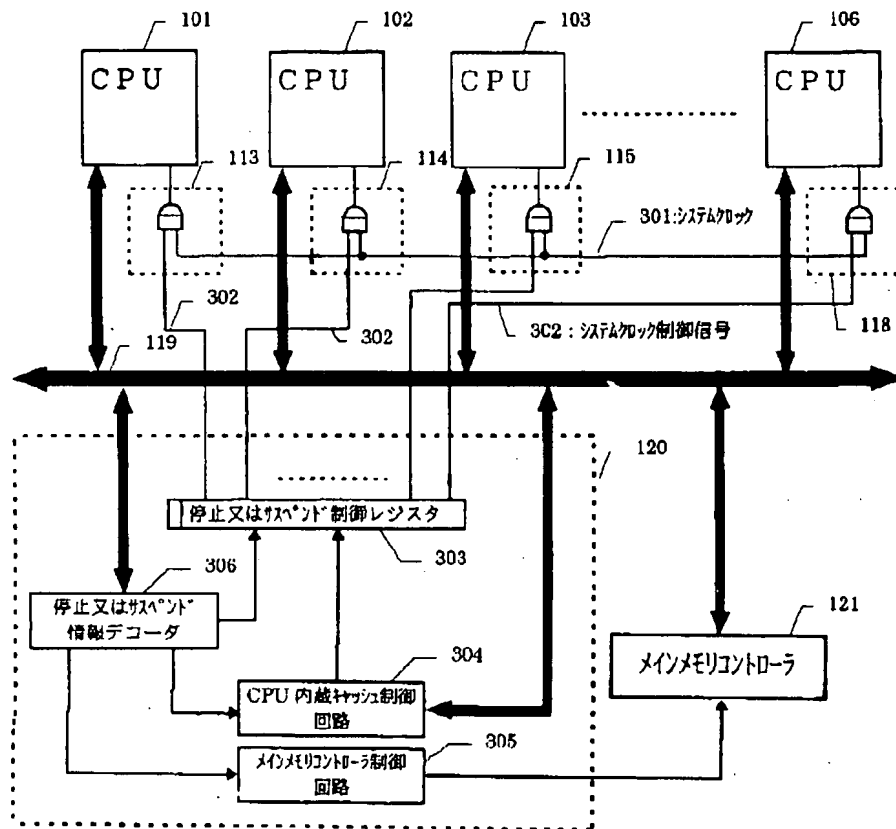 101
102
103
106
CPU
CPU
CPU
CPU
113
114
115
301:システムクロック
302
302
3C2:システムクロック制御信号
118
119
120
停止又はサスペンド制御レジスタ
303
306
停止又はサスペンド
情報デコーダ
304
CPU 内蔵キャッシュ制御
回路
121
メインメモリコントローラ
305
メインメモリコントローラ制御
回路